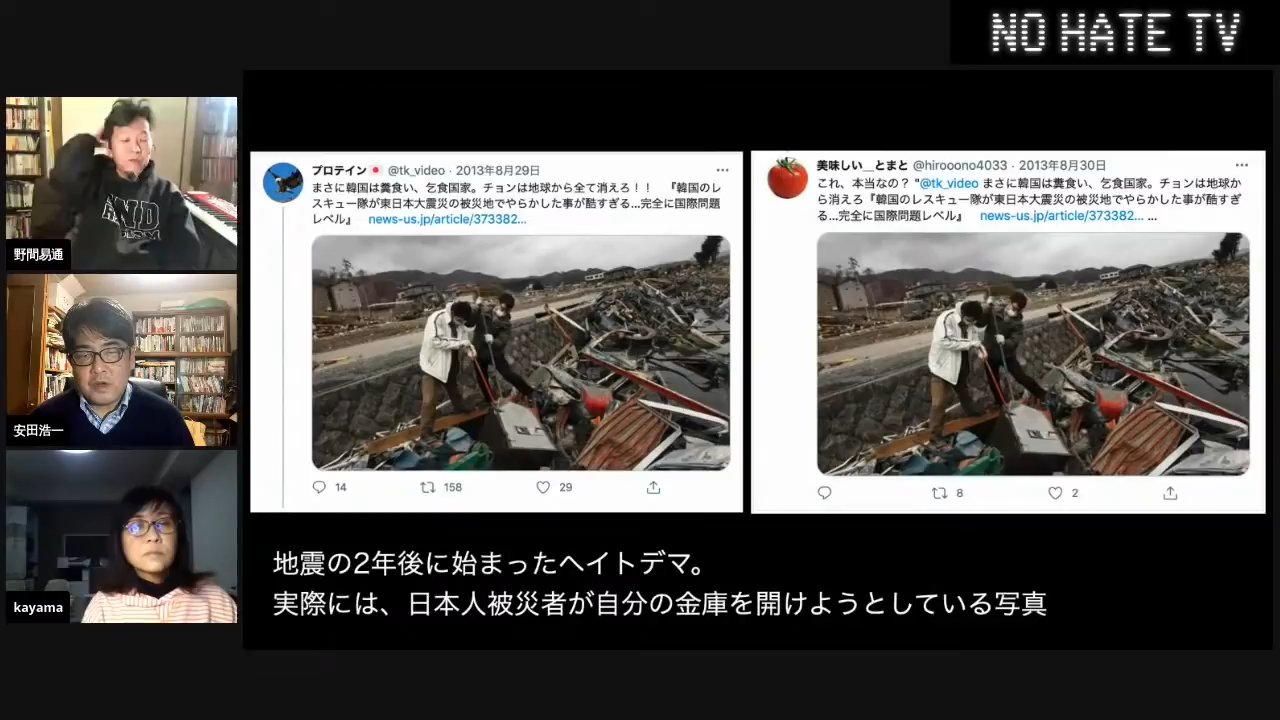 NO HATE TV
野間易通
安田浩一
kayama
プロテイン🇯🇵 @tk_video · 2013年8月29日
まさに韓国は糞食い、乞食国家。チョンは地球から全て消えろ！！　『韓国のレ
スキュー隊が東日本大震災の被災地でやらかした事が酷すぎる...完全に国際問題
レベル』　news-us.jp/article/373382...
14 158 29
美味しい__とまと @hirooono4033 · 2013年8月30日
これ、本当なの？ "@tk_video まさに韓国は糞食い、乞食国家。チョンは地球か
ら消えろ『韓国のレスキュー隊が東日本大震災の被災地でやらかした事が酷すぎ
る...完全に国際問題レベル』　news-us.jp/article/373382... ...
8 2
地震の2年後に始まったヘイトデマ。
実際には、日本人被災者が自分の金庫を開けようとしている写真